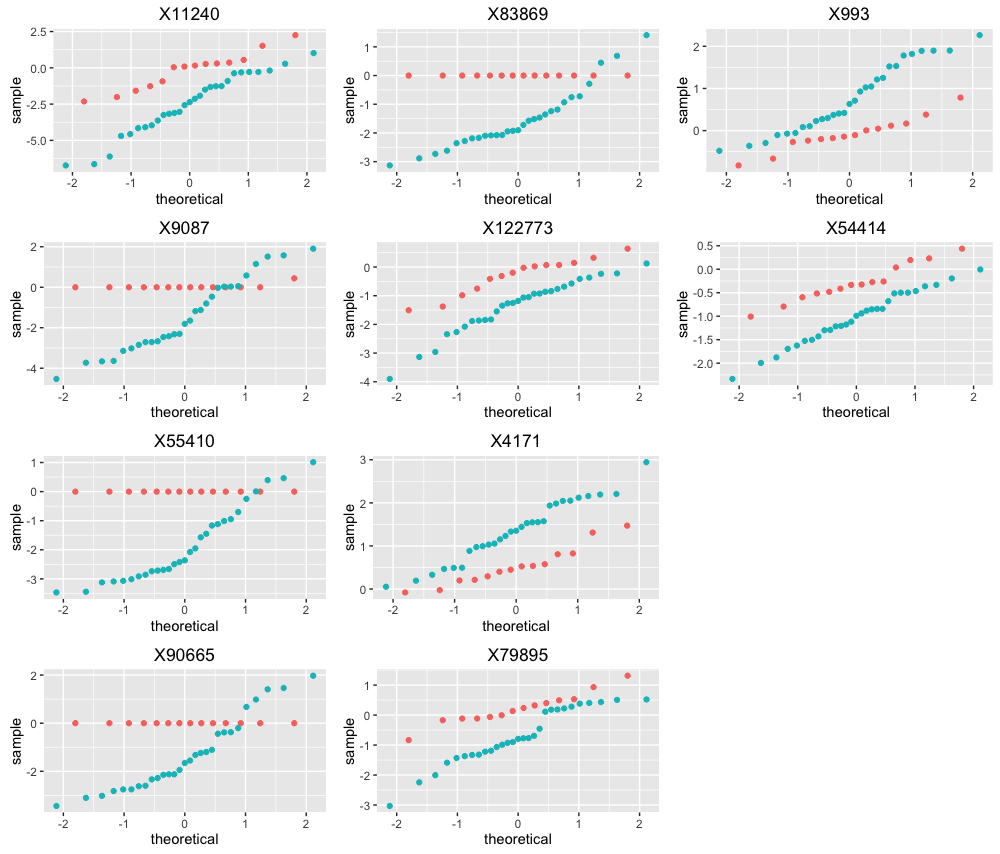 X11240
2.5
0.0
-2.5
-5.0
sample
-2 -1 0 1 2
theoretical
X83869
1
0
-1
-2
-3
sample
-2 -1 0 1 2
theoretical
X993
2
1
0
sample
-2 -1 0 1 2
theoretical
X9087
2
0
-2
-4
sample
-2 -1 0 1 2
theoretical
X122773
0
-1
-2
-3
-4
sample
-2 -1 0 1 2
theoretical
X54414
0.5
0.0
-0.5
-1.0
-1.5
-2.0
sample
-2 -1 0 1 2
theoretical
X55410
1
0
-1
-2
-3
sample
-2 -1 0 1 2
theoretical
X4171
3
2
1
0
sample
-2 -1 0 1 2
theoretical
X90665
2
0
-2
sample
-2 -1 0 1 2
theoretical
X79895
1
0
-1
-2
-3
sample
-2 -1 0 1 2
theoretical